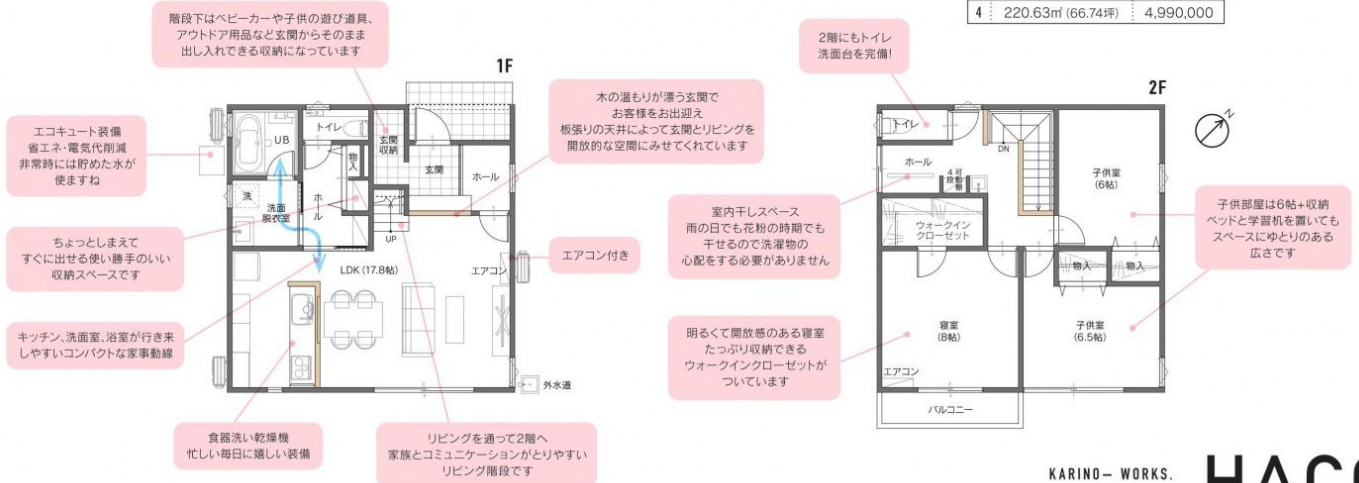 4 220.63㎡ (66.74坪) 4,990,000
階段下はベビーカーや子供の遊び道具、
アウトドア用品など玄関からそのまま
出し入れできる収納になっています
1F
エコキュート装備
省エネ・電気代削減
非常時には貯めた水が
使えますね
木の温もりが漂う玄関で
お客様をお出迎え
板張りの天井によって玄関とリビングを
開放的な空間にみせてくれています
UB
トイレ
玄関
収納
物入
玄関
ホール
洗
洗面
脱衣室
ホール
UP
ちょっとしまえて
すぐに出せる使い勝手のいい
収納スペースです
LDK (17.8帖)
エアコン
エアコン付き
キッチン、洗面室、浴室が行き来
しやすいコンパクトな家事動線
外水道
食器洗い乾燥機
忙しい毎日に嬉しい装備
リビングを通って2階へ
家族とコミュニケーションがとりやすい
リビング階段です
2階にもトイレ
洗面台を完備!
2F
トイレ
DN
ホール
可動棚
4段
子供室
(6帖)
室内干しスペース
雨の日でも花粉の時期でも
干せるので洗濯物の
心配をする必要がありません
ウォークイン
クローゼット
物入
物入
子供部屋は6帖+収納
ベッドと学習机を置いても
スペースにゆとりのある
広さです
明るくて開放感のある寝室
たっぷり収納できる
ウォークインクローゼットが
ついています
寝室
(8帖)
子供室
(6.5帖)
エアコン
バルコニー
KARINO— WORKS.
HACO